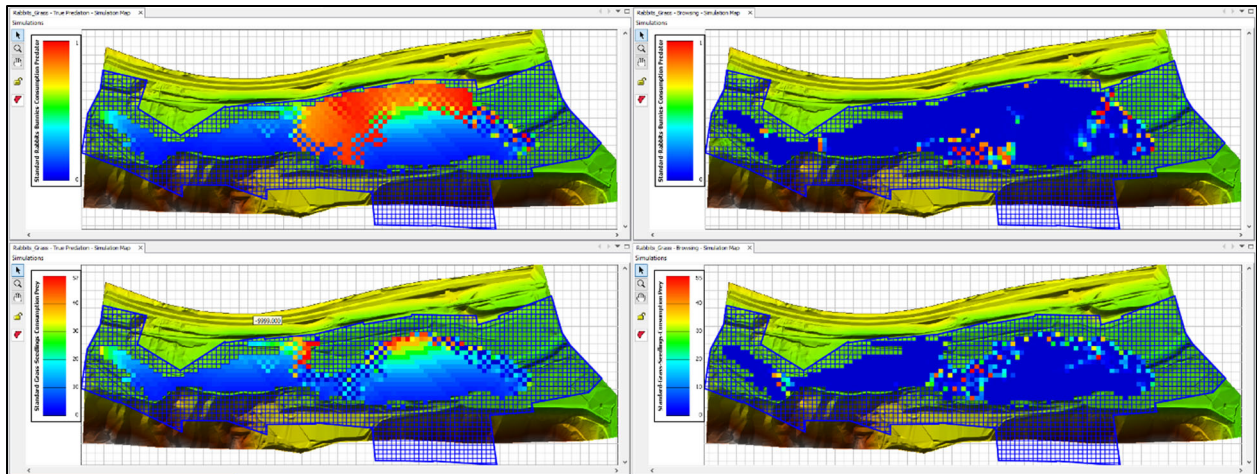 Rabbits_Grass - True Predation - Simulation Map X
Simulations
Standard Rabbits Bunnies Consumption Predator
1
0
Rabbits_Grass - Browsing - Simulation Map X
Simulations
Standard Rabbits Bunnies Consumption Predator
1
0
Rabbits_Grass - True Predation - Simulation Map X
Simulations
Standard Grass Seedlings Consumption Prey
40
20
10
0
-9999.000
Rabbits_Grass - Browsing - Simulation Map X
Simulations
Standard Grass Seedlings Consumption Prey
55
40
30
20
10
0